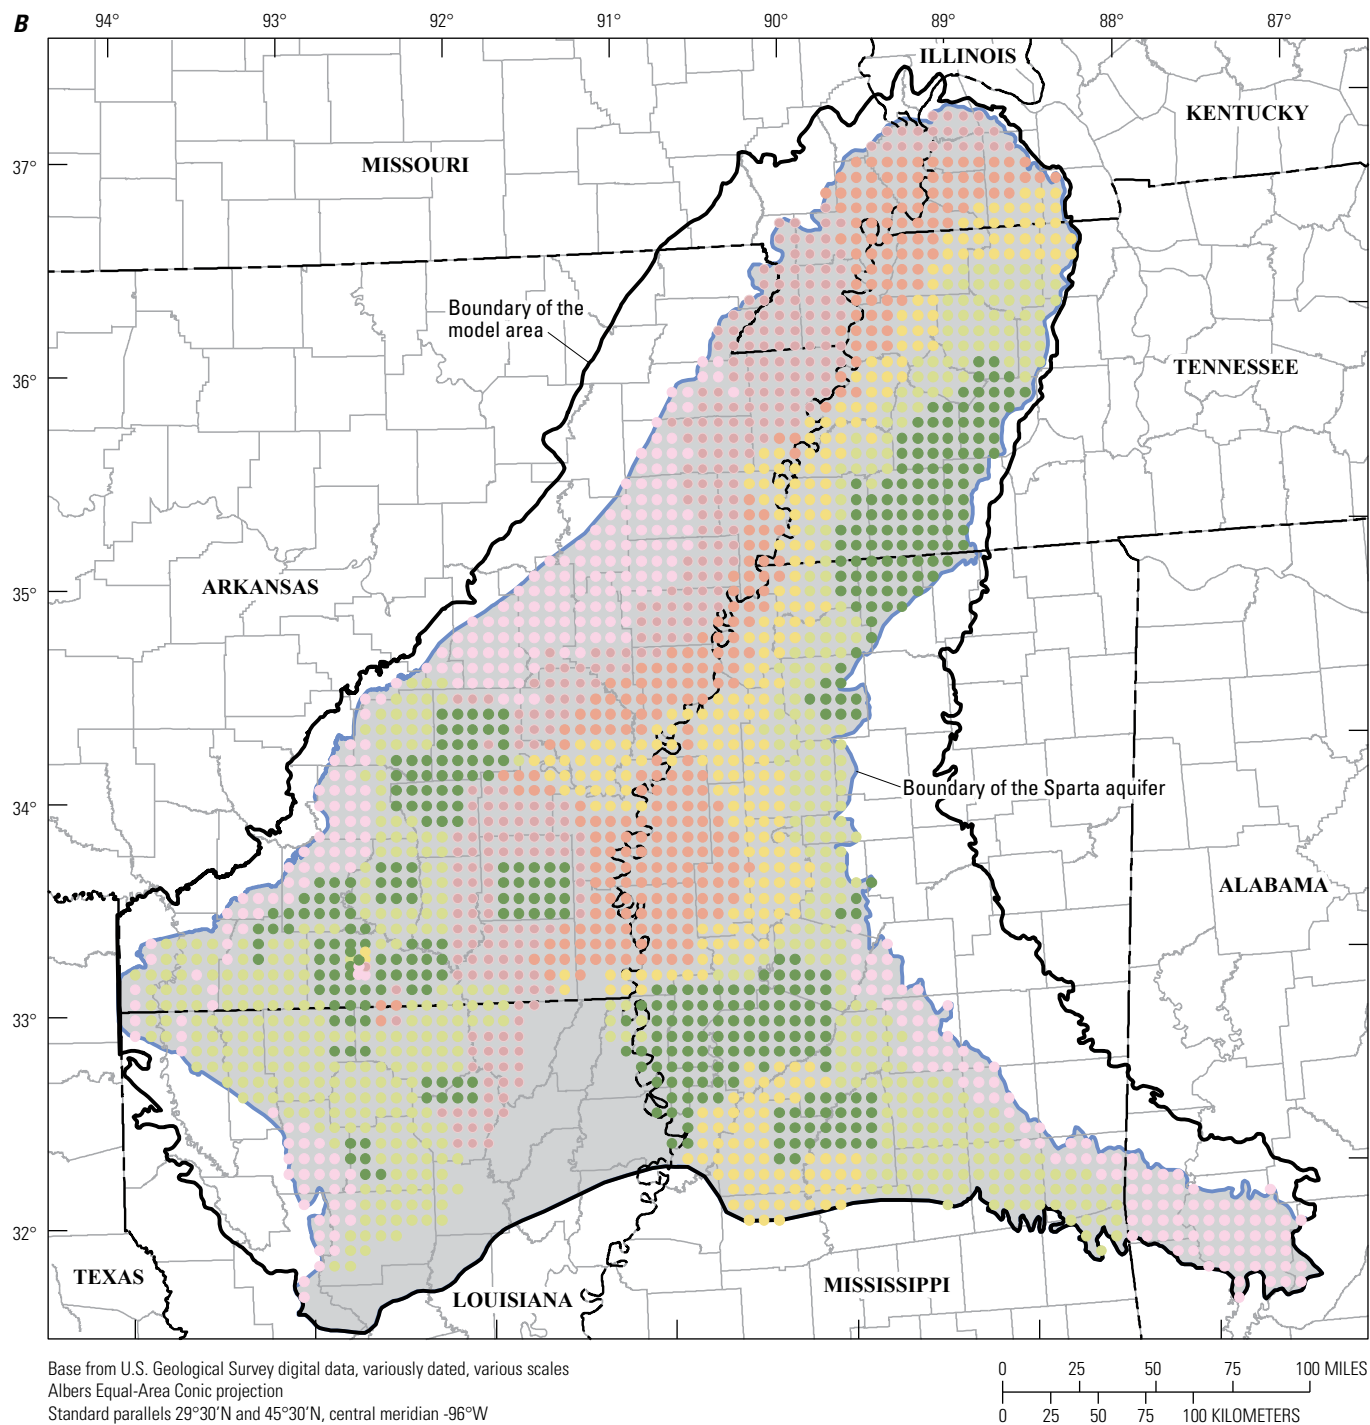 B
94° 93° 92° 91° 90° 89° 88° 87°
ILLINOIS
KENTUCKY
37°
MISSOURI
Boundary of the
model area
36°
TENNESSEE
35°
ARKANSAS
Boundary of the Sparta aquifer
34°
ALABAMA
33°
32°
TEXAS
LOUISIANA
MISSISSIPPI
Base from U.S. Geological Survey digital data, variously dated, various scales
Albers Equal-Area Conic projection
Standard parallels 29°30'N and 45°30'N, central meridian -96°W
0 25 50 75 100 MILES
0 25 50 75 100 KILOMETERS